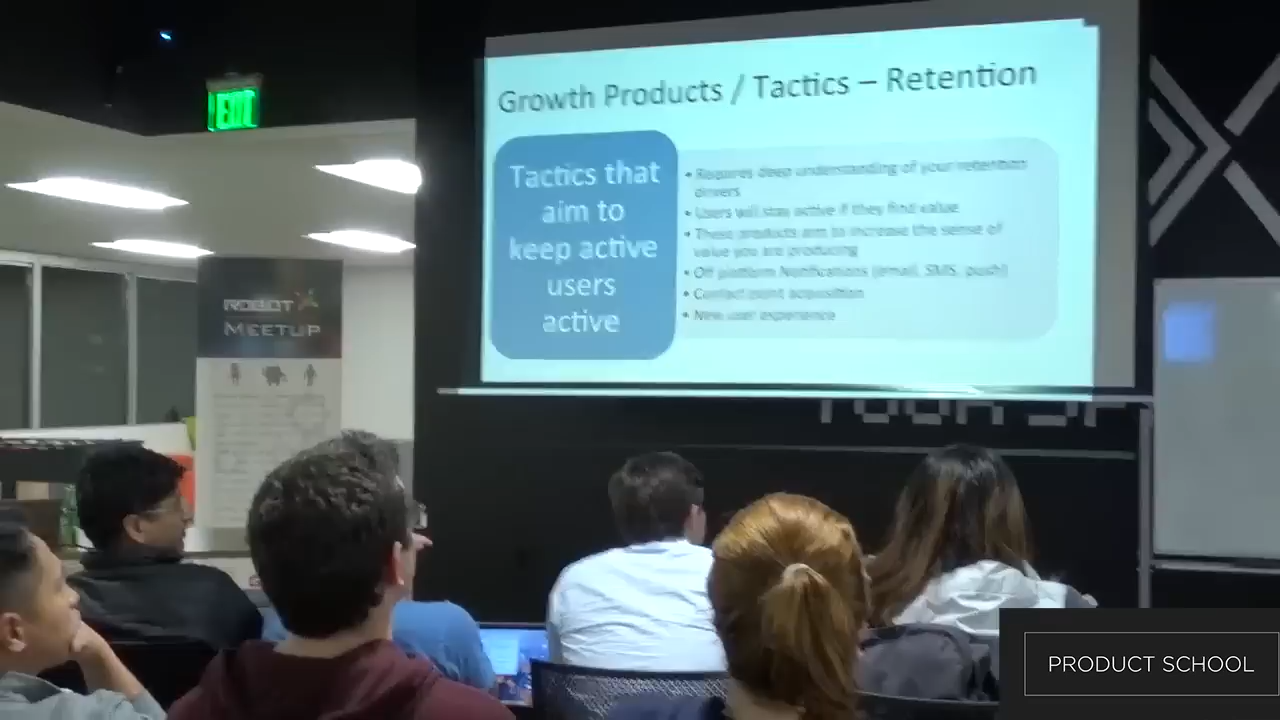 EXIT
Growth Products / Tactics – Retention
Tactics that
aim to
keep active
users
active
• Requires deep understanding of your retention
drivers
• Users will stay active if they find value
• These products aim to increase the sense of
value you are producing
• Off platform Notifications (email, SMS, push)
• Contact point acquisition
• New user experience
ROBOT
MEETUP
YOUR SP
PRODUCT SCHOOL